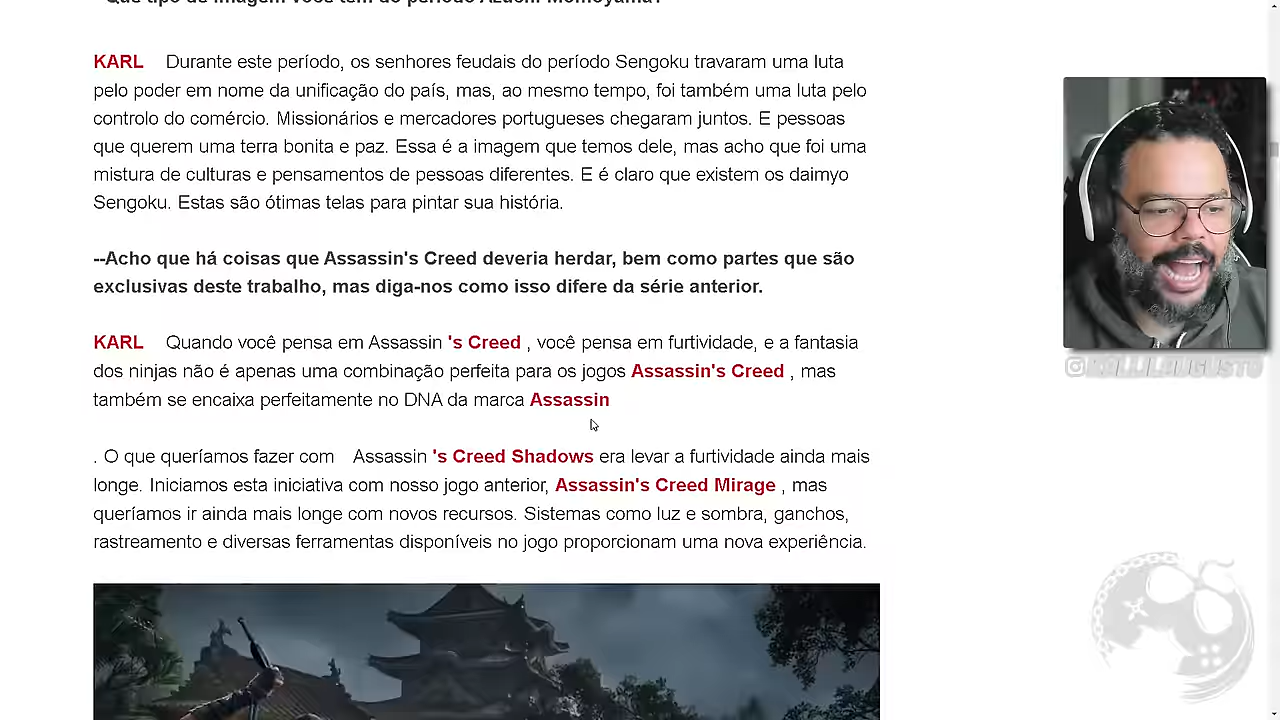 Que tipo de imagem você tem do período Azuchi-Momoyama?
KARL Durante este período, os senhores feudais do período Sengoku travaram uma luta
pelo poder em nome da unificação do país, mas, ao mesmo tempo, foi também uma luta pelo
controlo do comércio. Missionários e mercadores portugueses chegaram juntos. E pessoas
que querem uma terra bonita e paz. Essa é a imagem que temos dele, mas acho que foi uma
mistura de culturas e pensamentos de pessoas diferentes. E é claro que existem os daimyo
Sengoku. Estas são ótimas telas para pintar sua história.
--Acho que há coisas que Assassin's Creed deveria herdar, bem como partes que são
exclusivas deste trabalho, mas diga-nos como isso difere da série anterior.
KARL Quando você pensa em Assassin 's Creed , você pensa em furtividade, e a fantasia
dos ninjas não é apenas uma combinação perfeita para os jogos Assassin's Creed , mas
também se encaixa perfeitamente no DNA da marca Assassin
. O que queríamos fazer com Assassin 's Creed Shadows era levar a furtividade ainda mais
longe. Iniciamos esta iniciativa com nosso jogo anterior, Assassin's Creed Mirage , mas
queríamos ir ainda mais longe com novos recursos. Sistemas como luz e sombra, ganchos,
rastreamento e diversas ferramentas disponíveis no jogo proporcionam uma nova experiência.